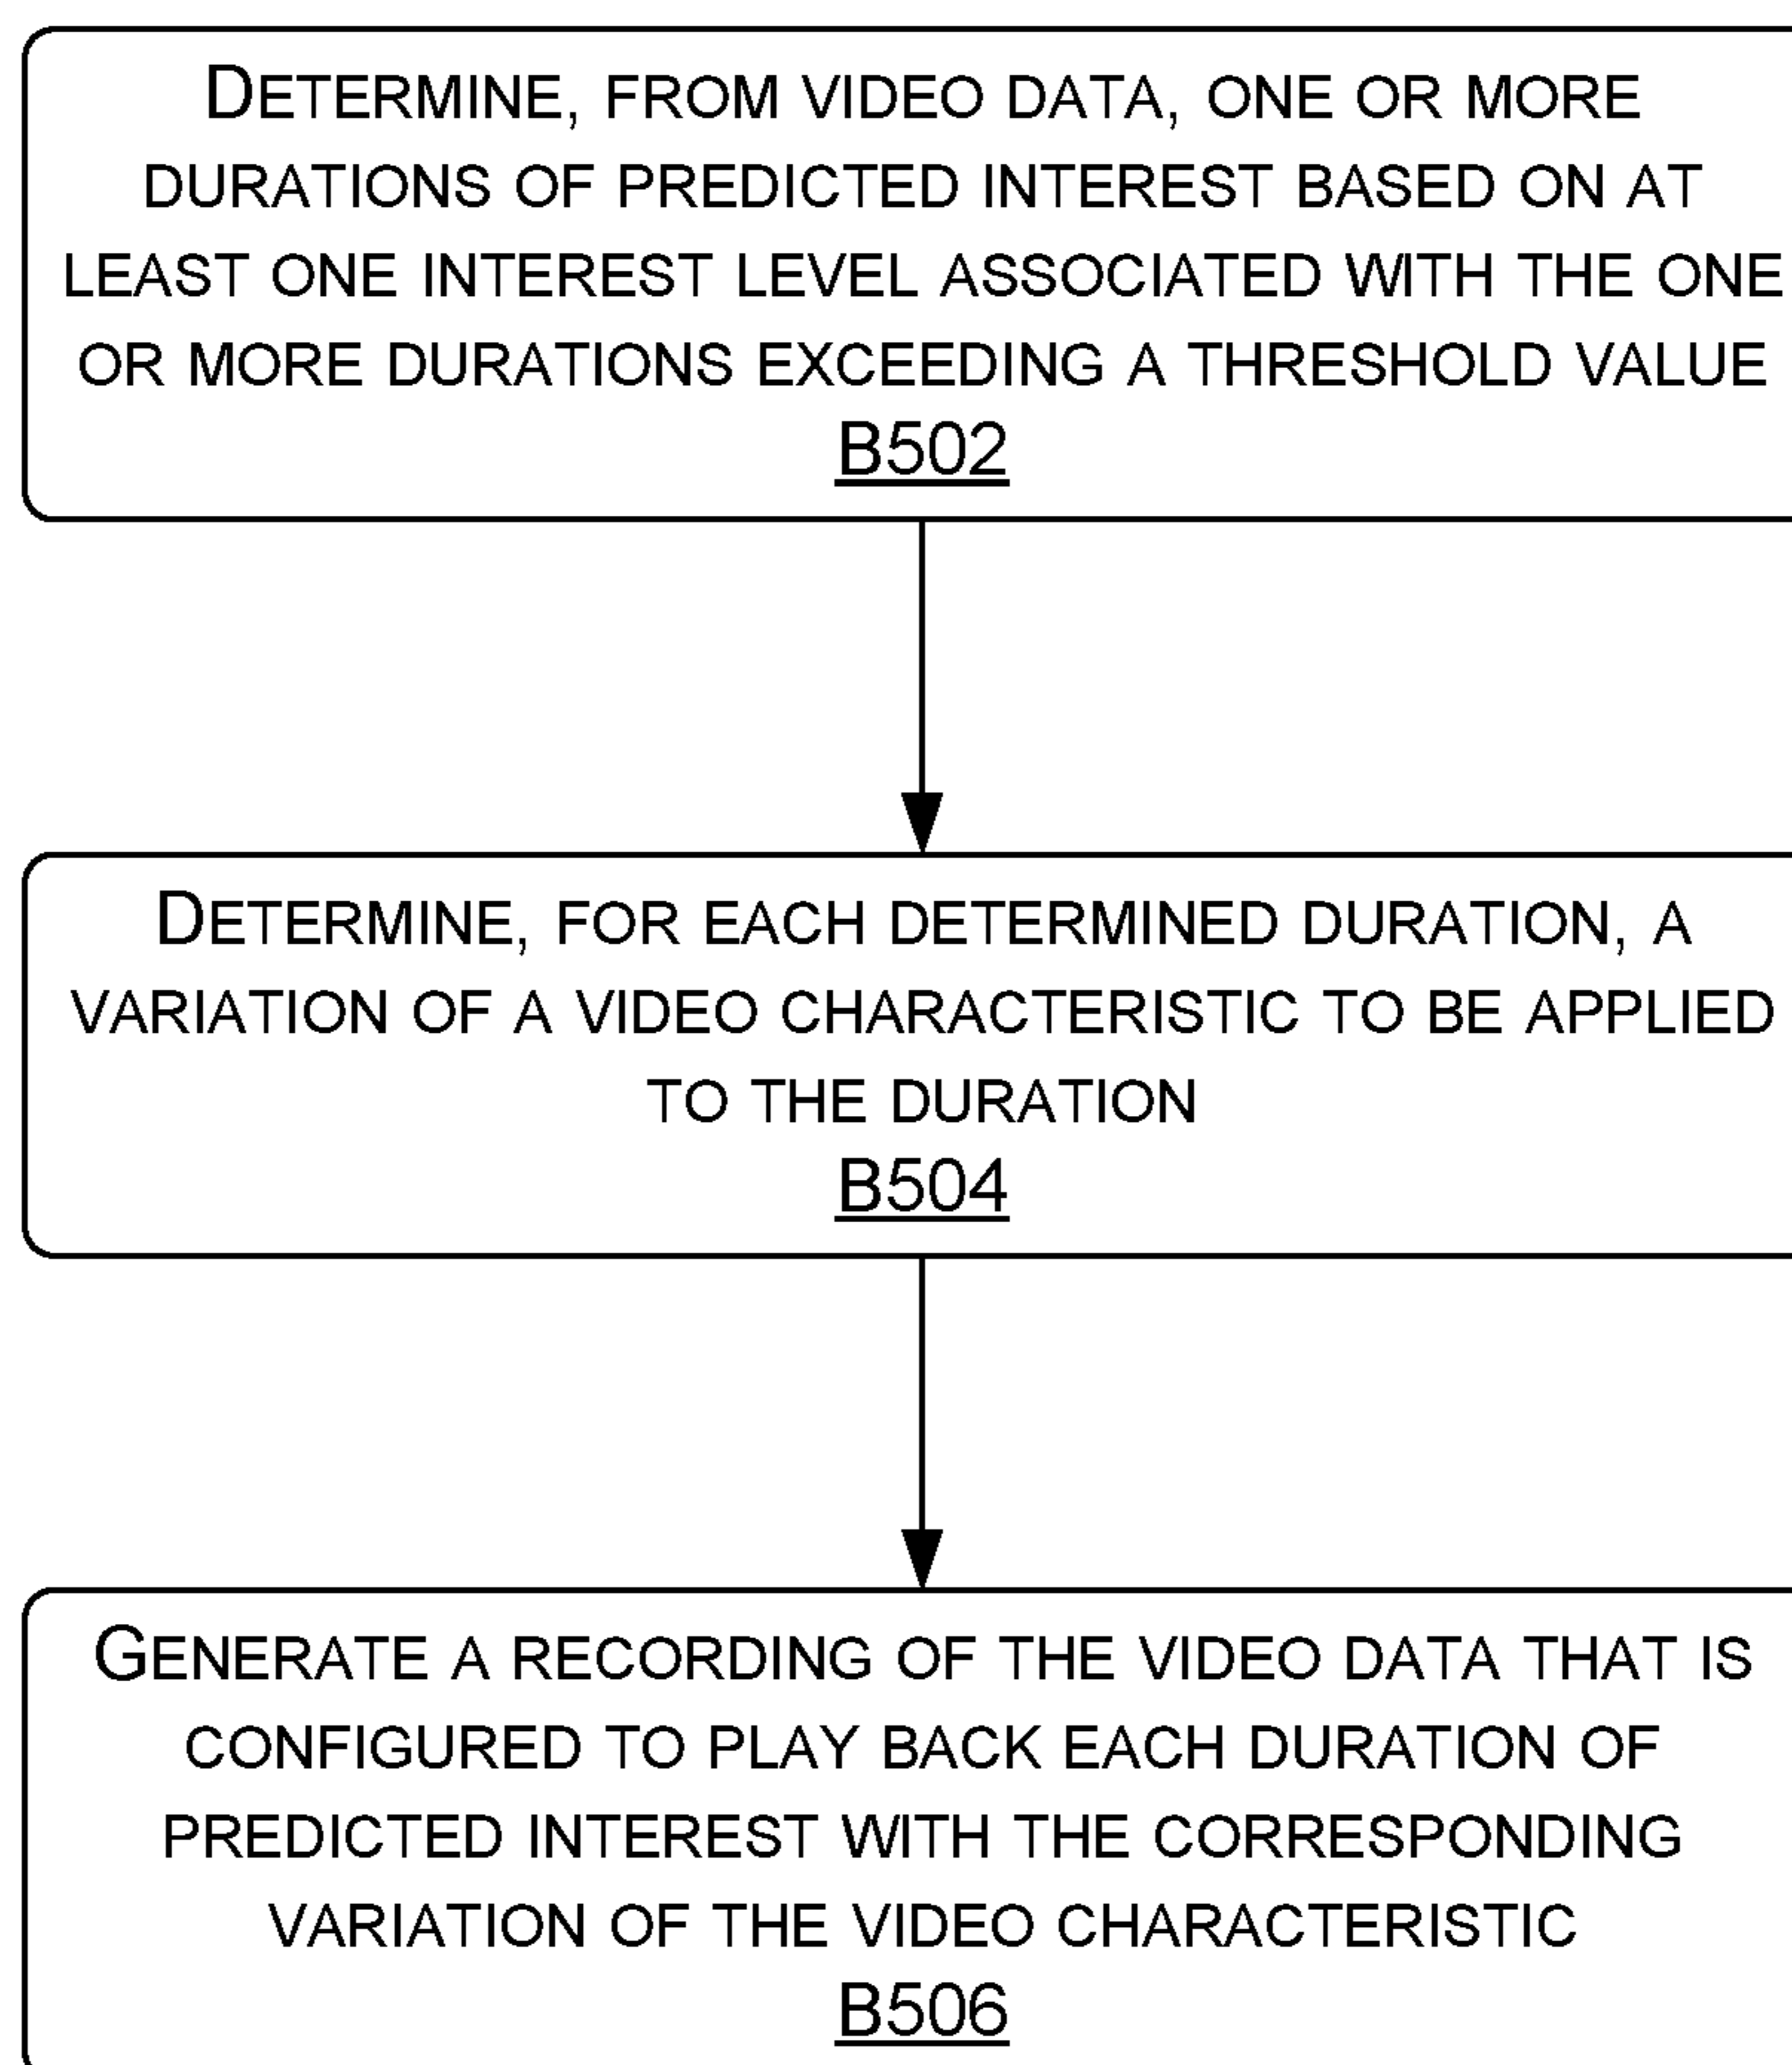 DETERMINE, FROM VIDEO DATA, ONE OR MORE
DURATIONS OF PREDICTED INTEREST BASED ON AT
LEAST ONE INTEREST LEVEL ASSOCIATED WITH THE ONE
OR MORE DURATIONS EXCEEDING A THRESHOLD VALUE
B502
DETERMINE, FOR EACH DETERMINED DURATION, A
VARIATION OF A VIDEO CHARACTERISTIC TO BE APPLIED
TO THE DURATION
B504
GENERATE A RECORDING OF THE VIDEO DATA THAT IS
CONFIGURED TO PLAY BACK EACH DURATION OF
PREDICTED INTEREST WITH THE CORRESPONDING
VARIATION OF THE VIDEO CHARACTERISTIC
B506